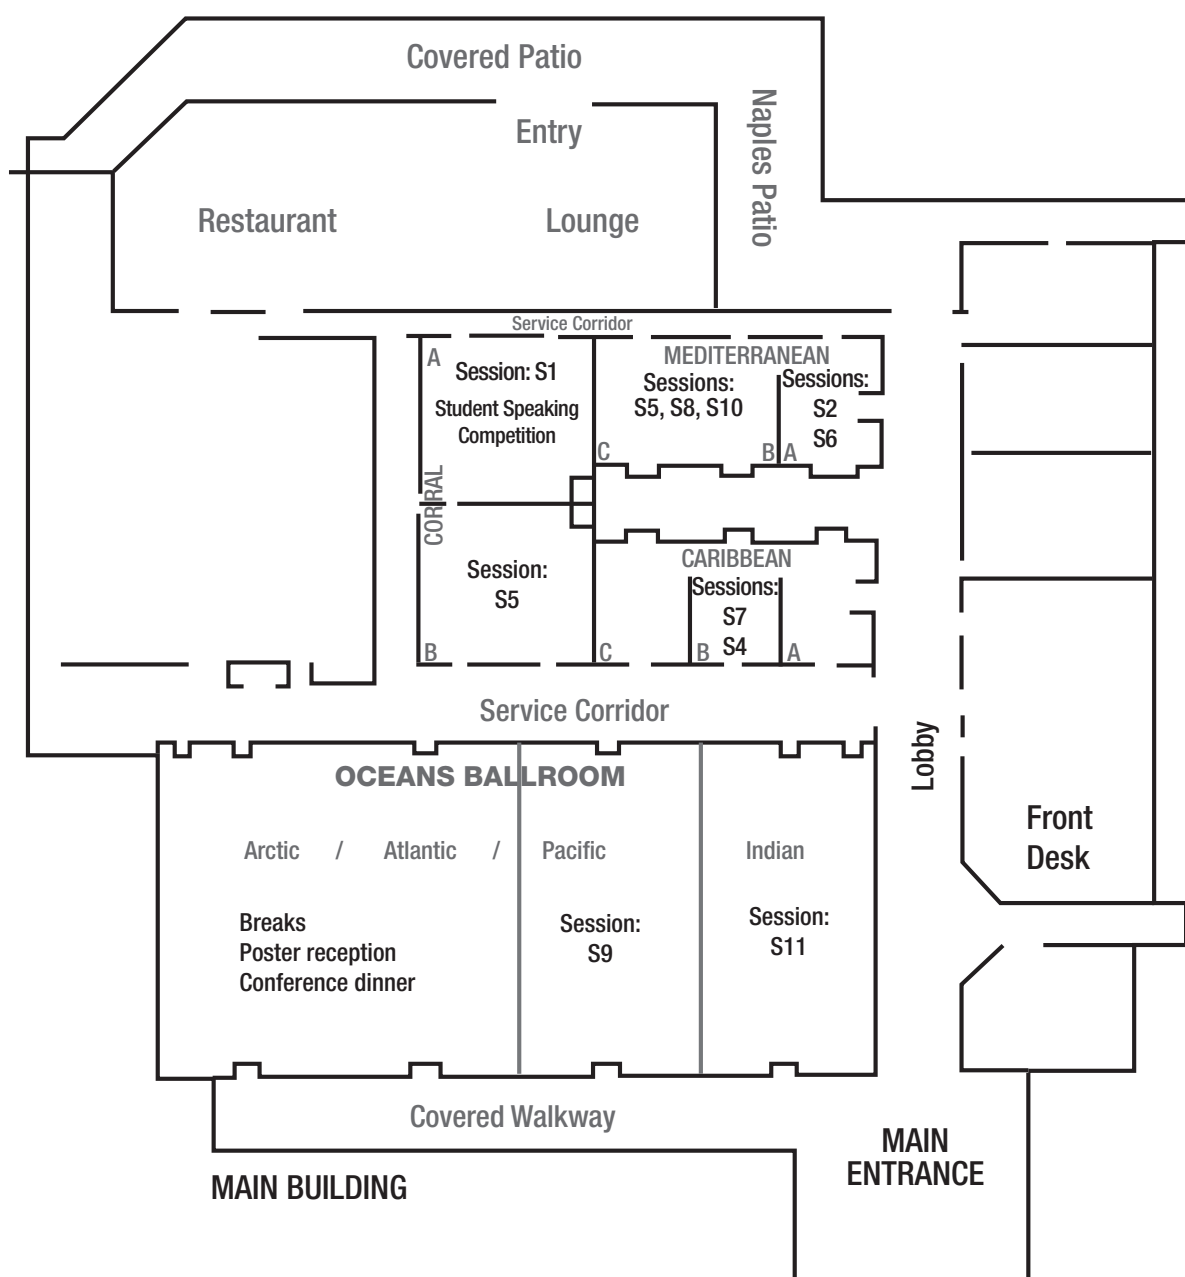 Covered Patio
Entry
Naples Patio
Restaurant
Lounge
Service Corridor
A
Session: S1
Student Speaking
Competition
CORRAL
MEDITERRANEAN
Sessions:
S5, S8, S10
C
B
Sessions:
S2
S6
A
Session:
S5
B
CARIBBEAN
Sessions:
S7
S4
C
B
A
Service Corridor
Lobby
Front
Desk
OCEANS BALLROOM
Arctic / Atlantic / Pacific
Indian
Breaks
Poster reception
Conference dinner
Session:
S9
Session:
S11
Covered Walkway
MAIN
ENTRANCE
MAIN BUILDING